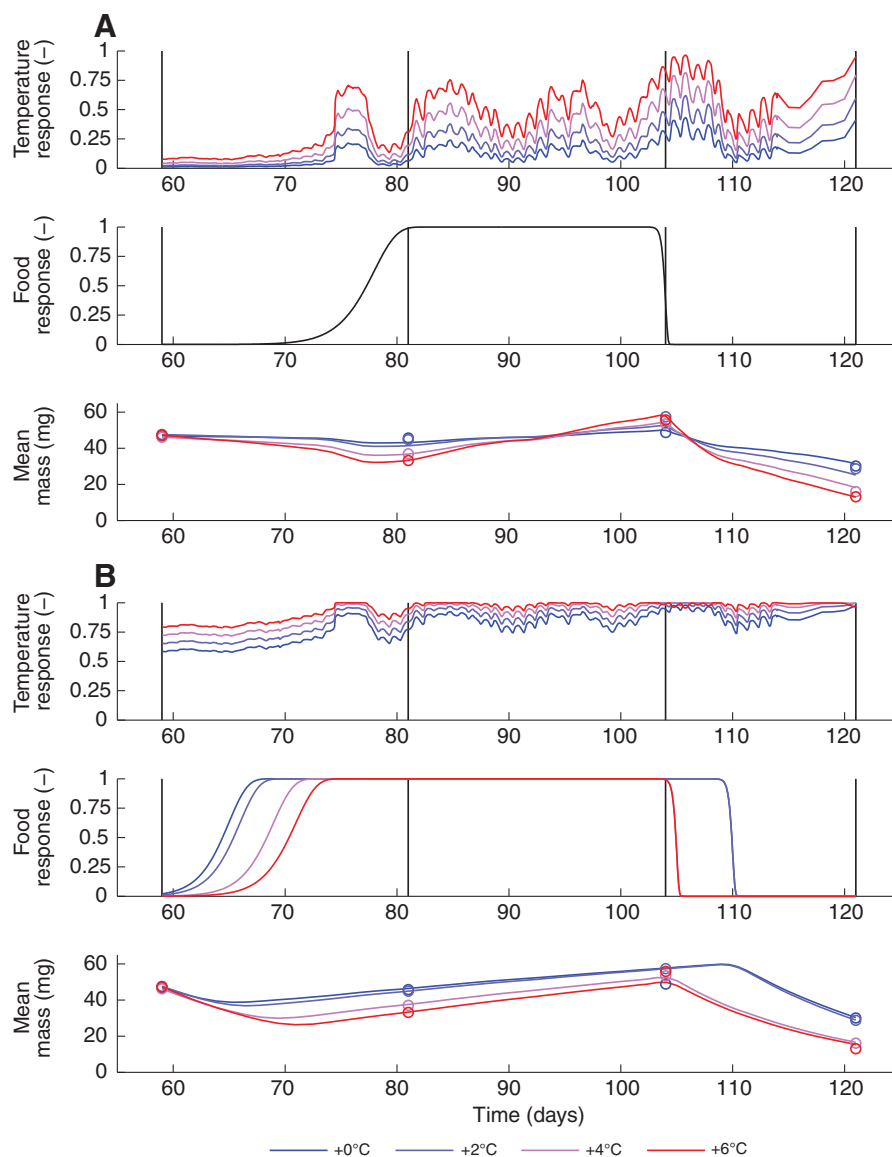 A
Temperature
response (–)
1
0.75
0.5
0.25
0
60 70 80 90 100 110 120
Food
response (–)
1
0.75
0.5
0.25
0
60 70 80 90 100 110 120
Mean
mass (mg)
60
40
20
0
60 70 80 90 100 110 120
B
Temperature
response (–)
1
0.75
0.5
0.25
0
60 70 80 90 100 110 120
Food
response (–)
1
0.75
0.5
0.25
0
60 70 80 90 100 110 120
Mean
mass (mg)
60
40
20
0
60 70 80 90 100 110 120
Time (days)
+0°C +2°C +4°C +6°C